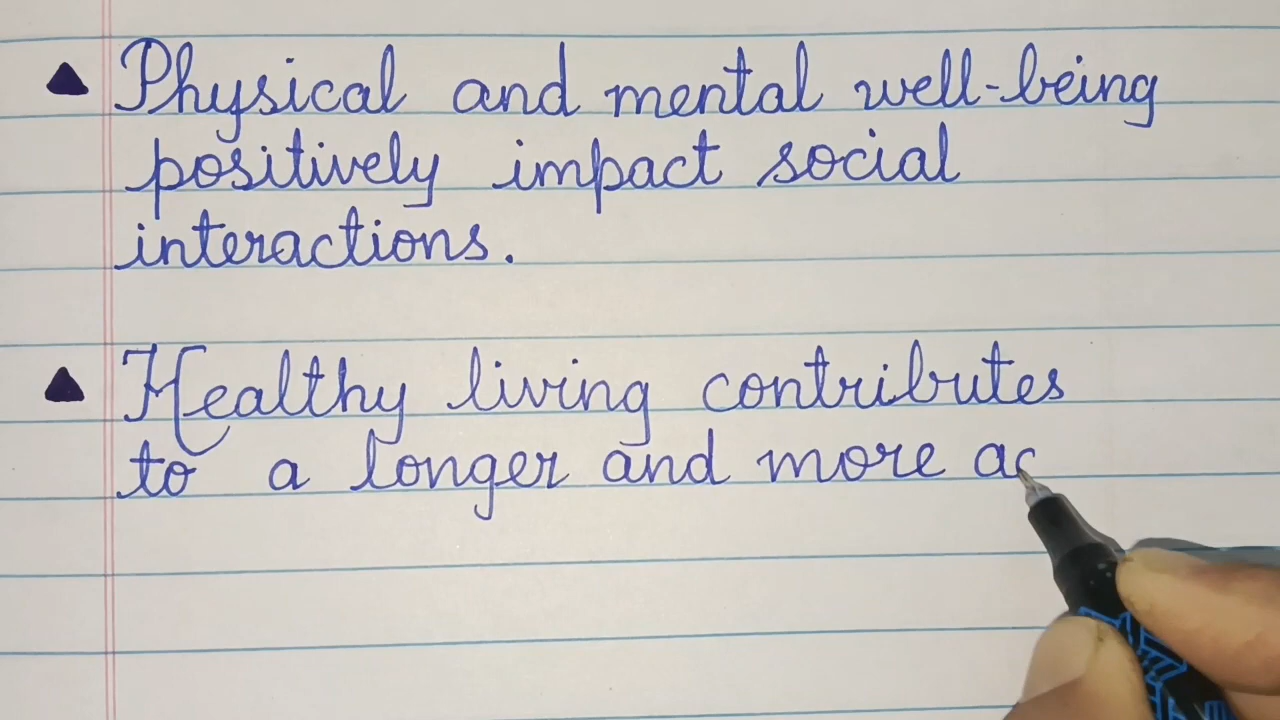 Physical and mental well-being
positively impact social
interactions.
Healthy living contributes
to a longer and more ac